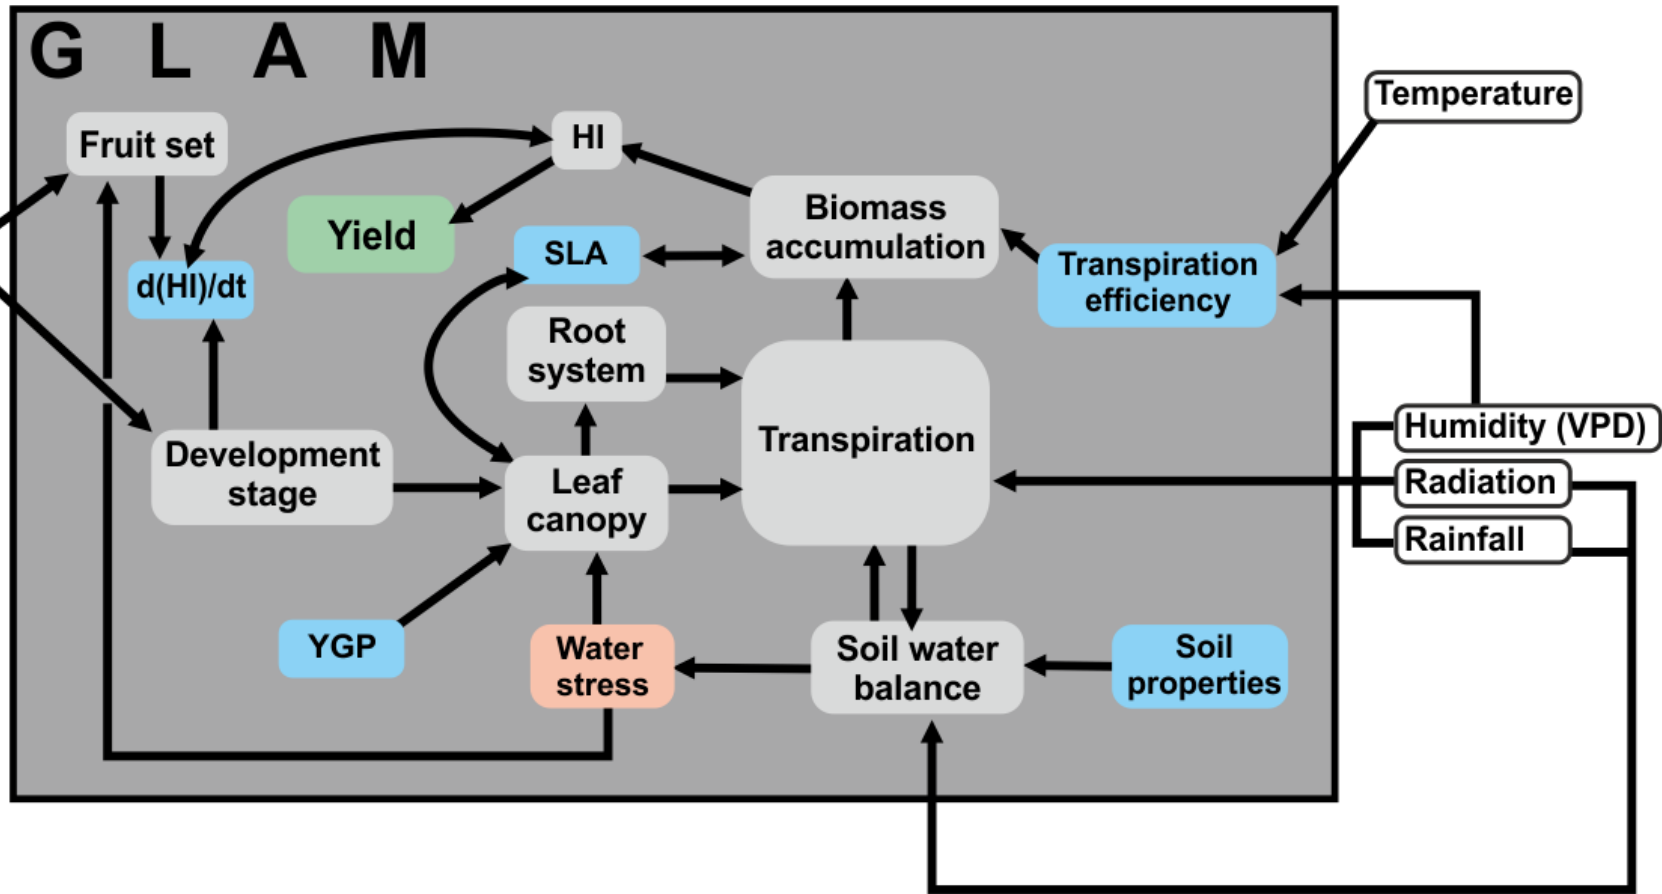 G L A M
Temperature
Fruit set
HI
Biomass
accumulation
Yield
SLA
Transpiration
efficiency
d(HI)/dt
Root
system
Transpiration
Humidity (VPD)
Radiation
Rainfall
Development
stage
Leaf
canopy
YGP
Water
stress
Soil water
balance
Soil
properties